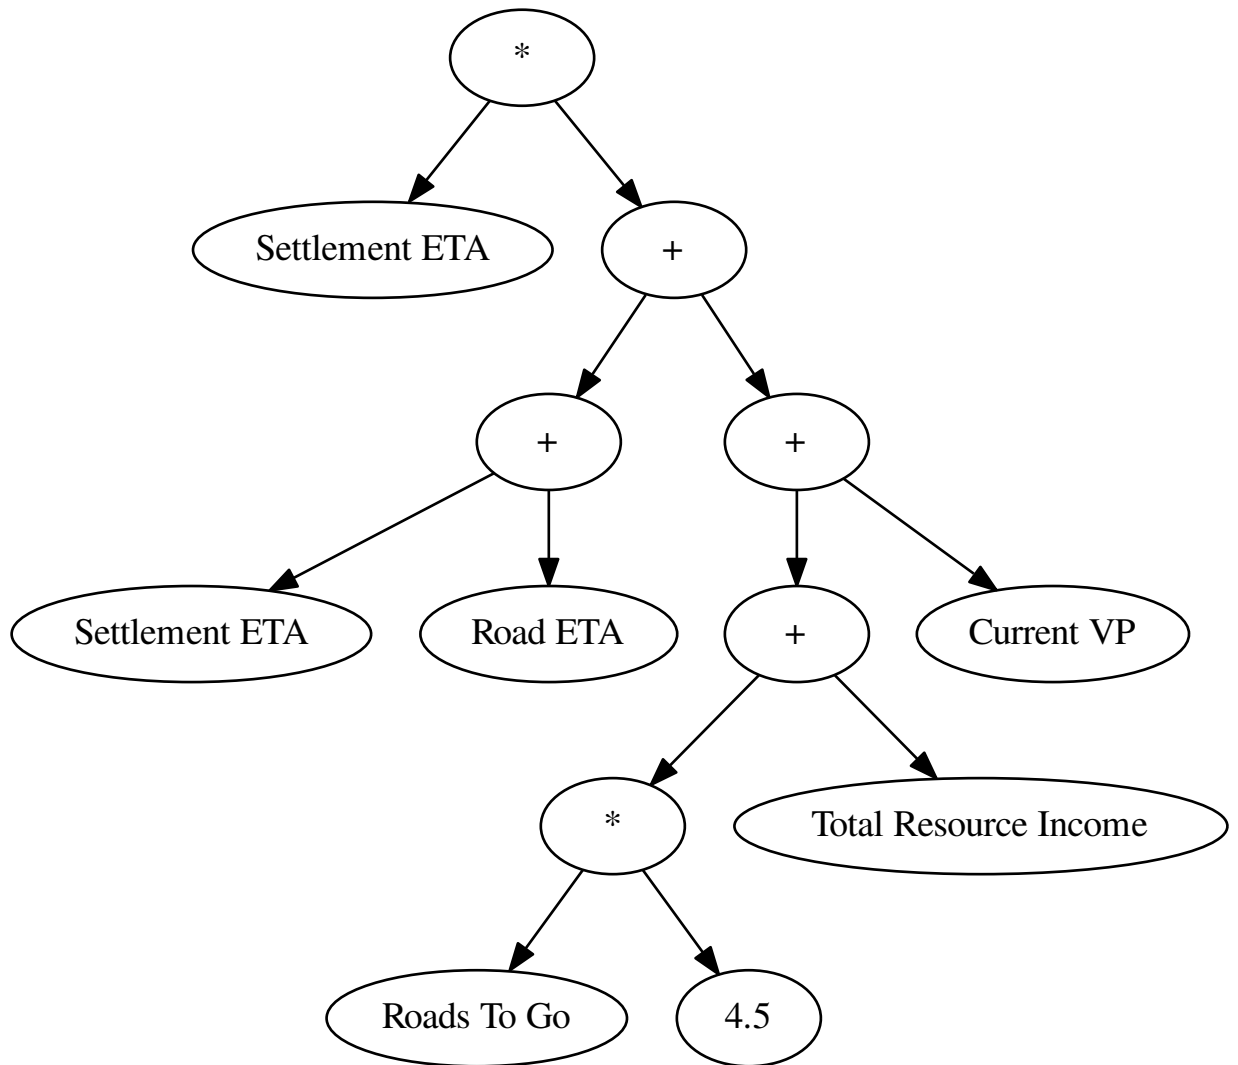 *
Settlement ETA
+
+
+
Settlement ETA
Road ETA
+
Current VP
*
Total Resource Income
Roads To Go
4.5